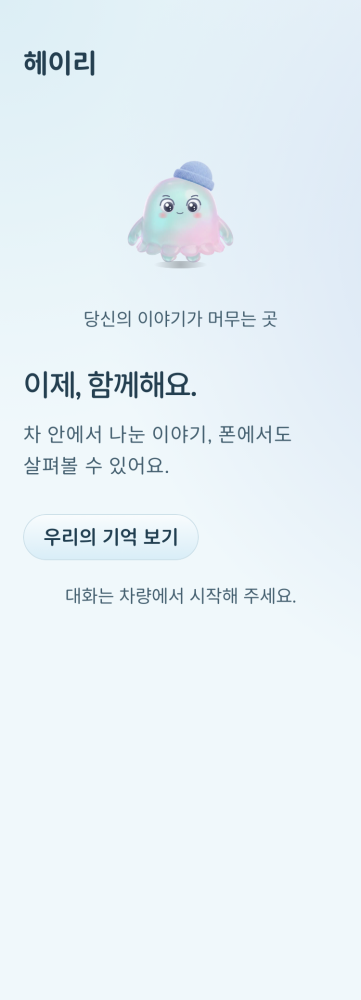 헤이리
당신의 이야기가 머무는 곳
이제, 함께해요.
차 안에서 나눈 이야기, 폰에서도
살펴볼 수 있어요.
우리의 기억 보기
대화는 차량에서 시작해 주세요.